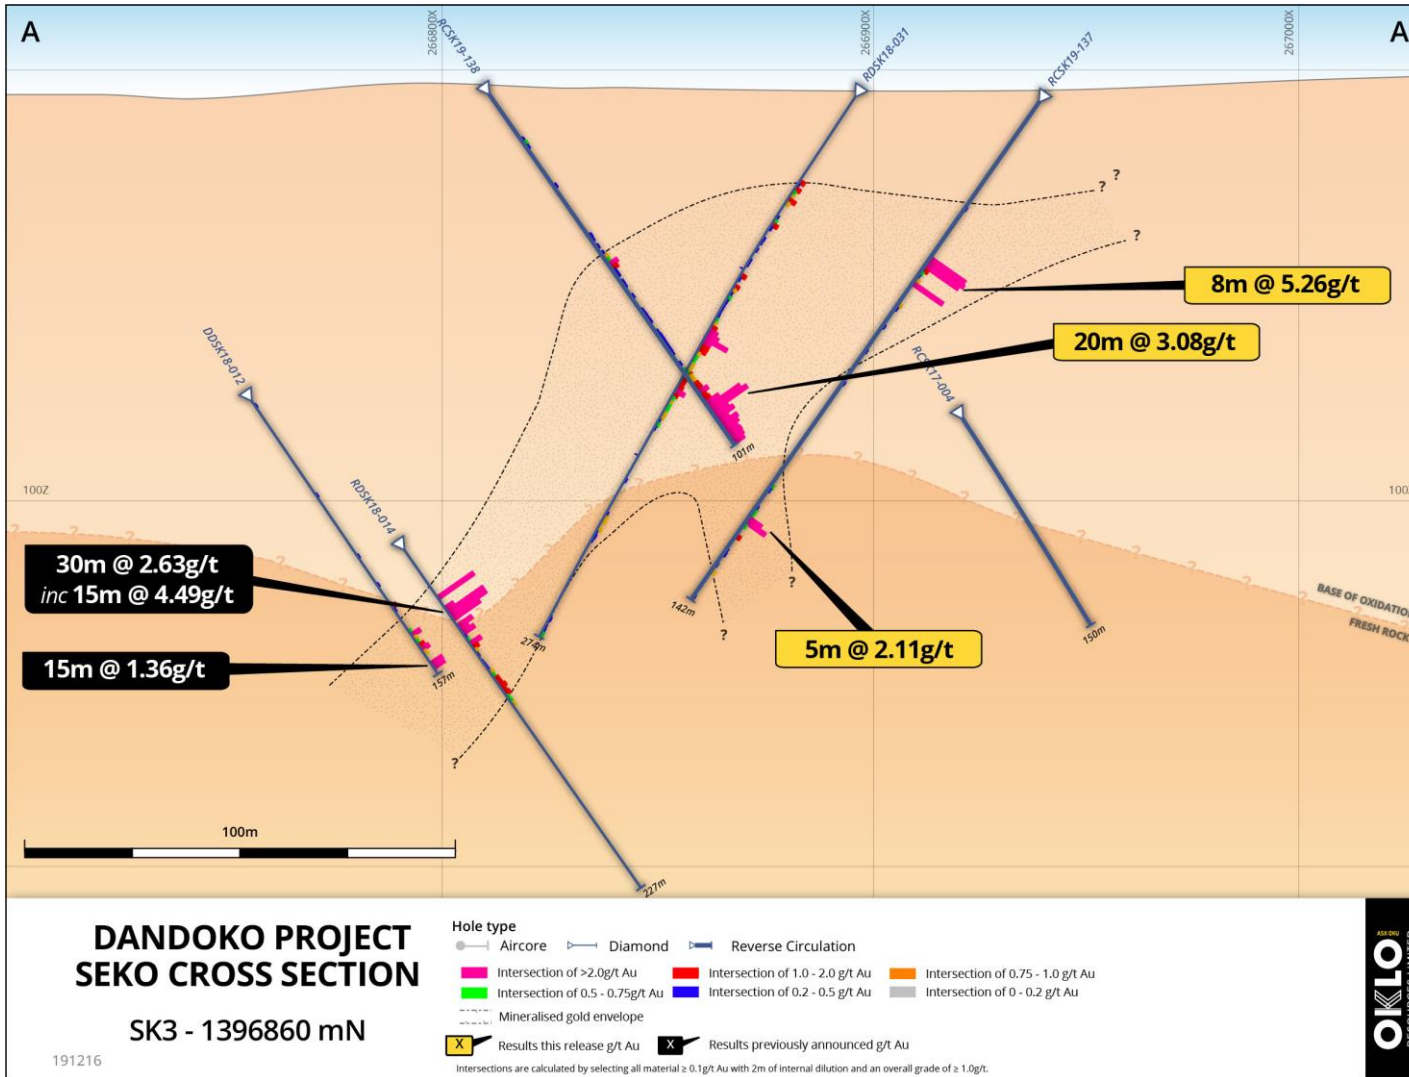 A
A
266800X
266900X
267000X
RCSK19-138
RDSK18-031
RCSK19-137
?
?
?
8m @ 5.26g/t
20m @ 3.08g/t
DDSK18-012
RCSK17-004
101m
100Z
RDSK18-014
30m @ 2.63g/t
inc 15m @ 4.49g/t
15m @ 1.36g/t
142m
?
?
5m @ 2.11g/t
150m
BASE OF OXIDATION
FRESH ROCK
274m
157m
?
227m
100m
DANDOKO PROJECT
SEKO CROSS SECTION
SK3 - 1396860 mN
191216
Hole type
Aircore Diamond Reverse Circulation
Intersection of >2.0g/t Au Intersection of 1.0 - 2.0 g/t Au Intersection of 0.75 - 1.0 g/t Au
Intersection of 0.5 - 0.75g/t Au Intersection of 0.2 - 0.5 g/t Au Intersection of 0 - 0.2 g/t Au
Mineralised gold envelope
X Results this release g/t Au X Results previously announced g/t Au
Intersections are calculated by selecting all material ≥ 0.1g/t Au with 2m of internal dilution and an overall grade of ≥ 1.0g/t.
ASX:OKU
OKLO